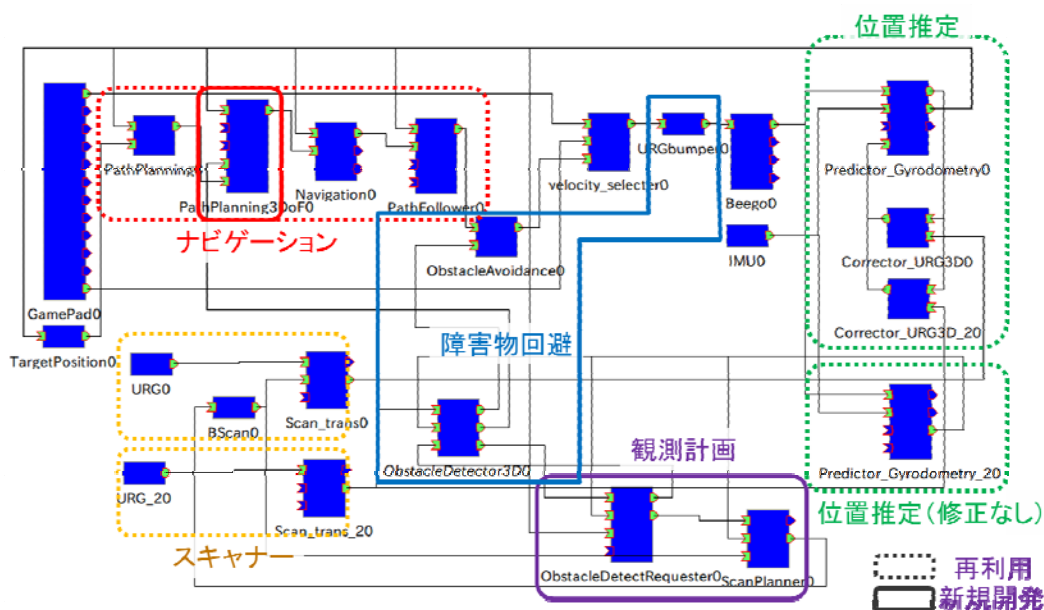 位置推定
PathPlanning0
PathPlanning3DoF0
Navigation0
PathFollower0
ナビゲーション
velocity_selecter0
URGbumper0
Beego0
Predictor_Gyrodometry0
IMU0
Corrector_URG3D0
Corrector_URG3D_20
ObstacleAvoidance0
GamePad0
TargetPosition0
障害物回避
URG0
BScan0
Scan_trans0
ObstacleDetector3D0
観測計画
Predictor_Gyrodometry_20
位置推定(修正なし)
URG_20
Scan_trans_20
スキャナー
ObstacleDetectRequester0
ScanPlanner0
再利用
新規開発